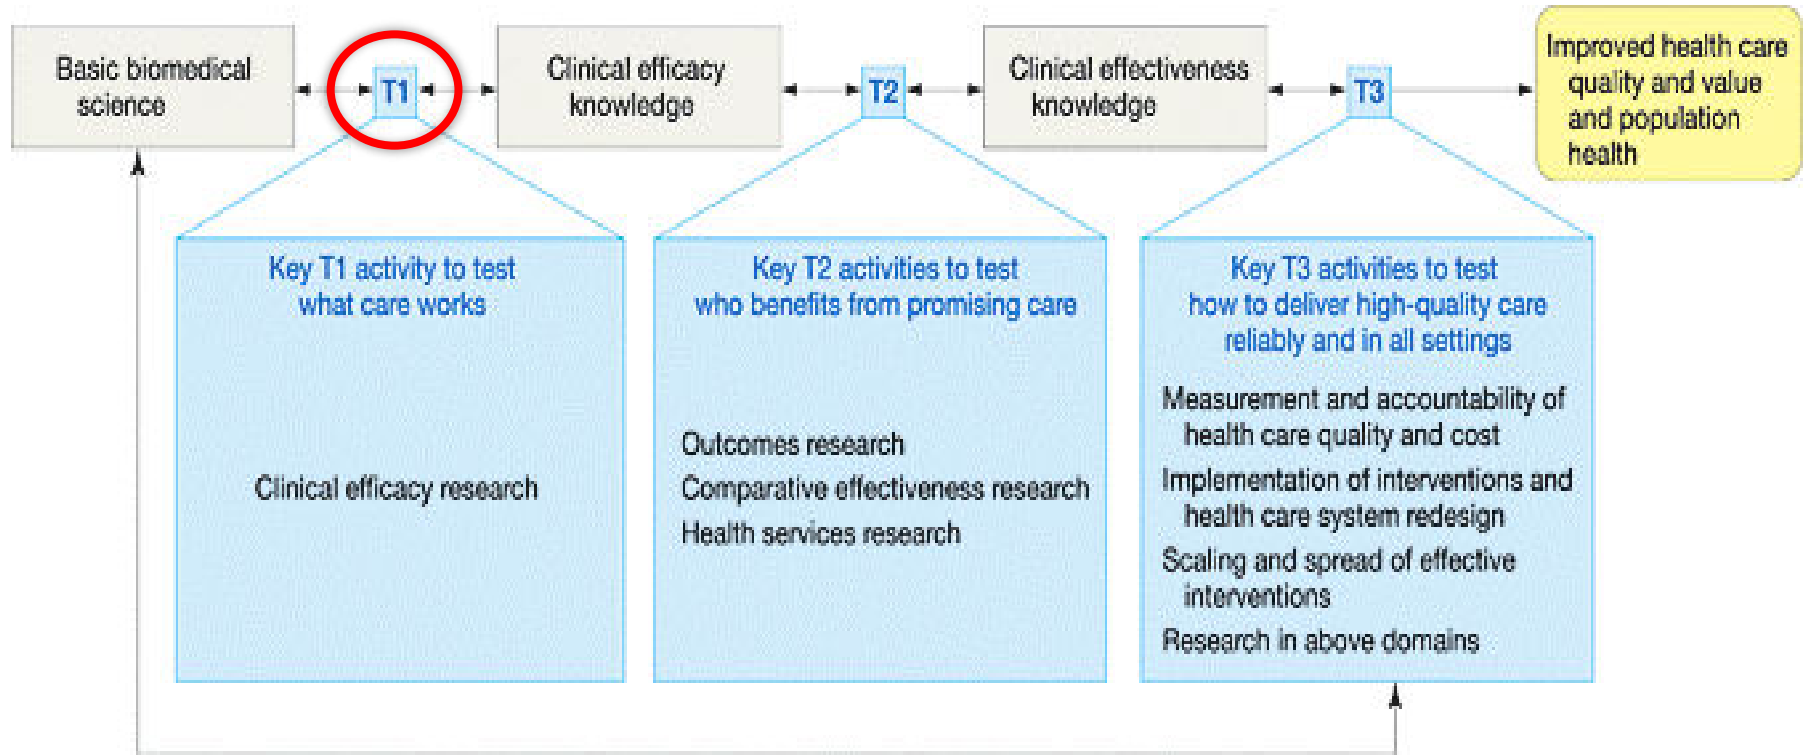 Basic biomedical
science
T1
Clinical efficacy
knowledge
T2
Clinical effectiveness
knowledge
T3
Improved health care
quality and value
and population
health
Key T1 activity to test
what care works
Clinical efficacy research
Key T2 activities to test
who benefits from promising care
Outcomes research
Comparative effectiveness research
Health services research
Key T3 activities to test
how to deliver high-quality care
reliably and in all settings
Measurement and accountability of
health care quality and cost
Implementation of interventions and
health care system redesign
Scaling and spread of effective
interventions
Research in above domains